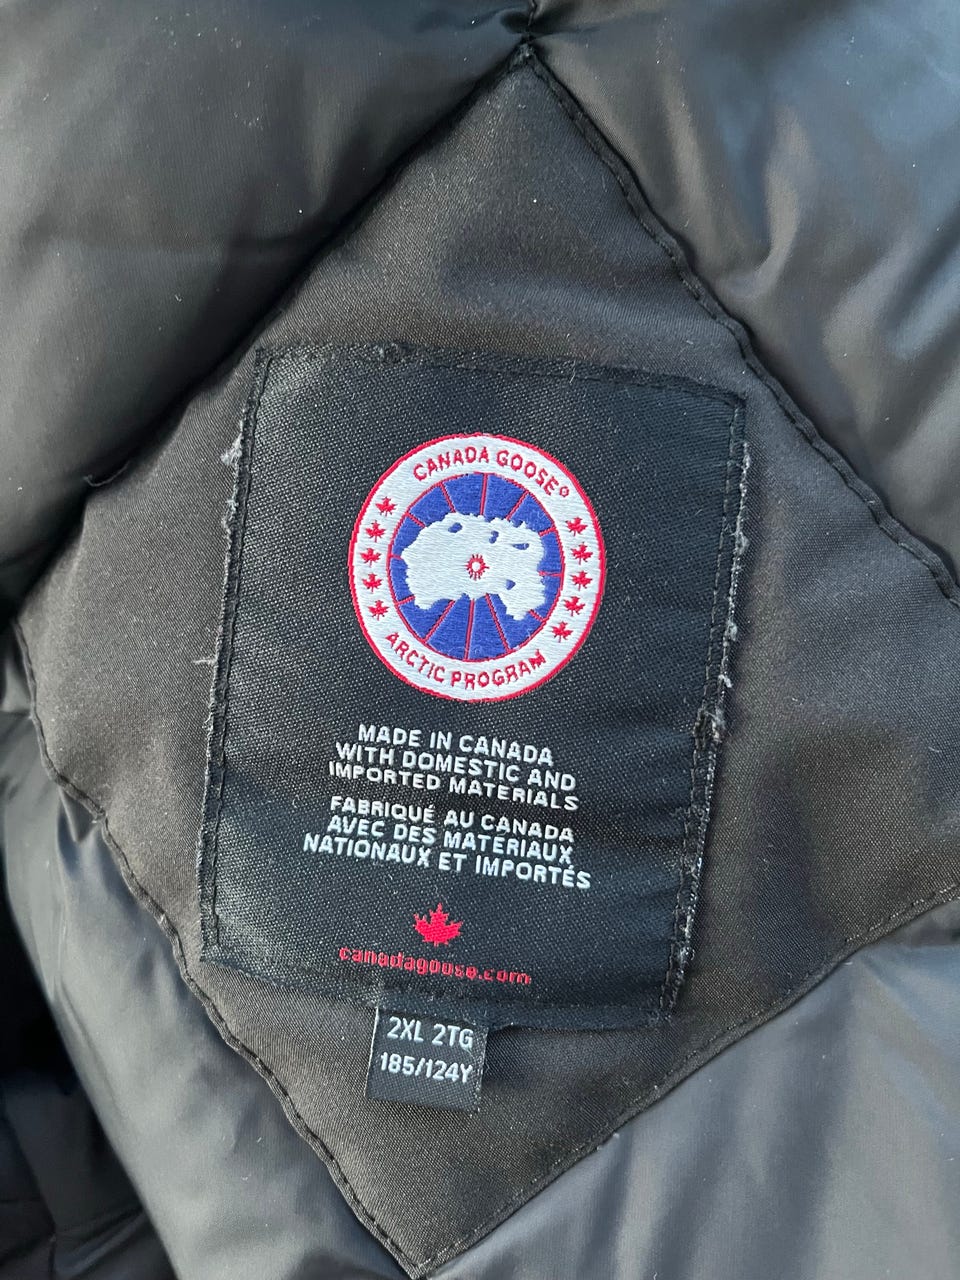 CANADA GOOSE®
ARCTIC PROGRAM
MADE IN CANADA
WITH DOMESTIC AND
IMPORTED MATERIALS
FABRIQUÉ AU CANADA
AVEC DES MATÉRIAUX
NATIONAUX ET IMPORTÉS
canadagoose.com
2XL 2TG
185/124Y